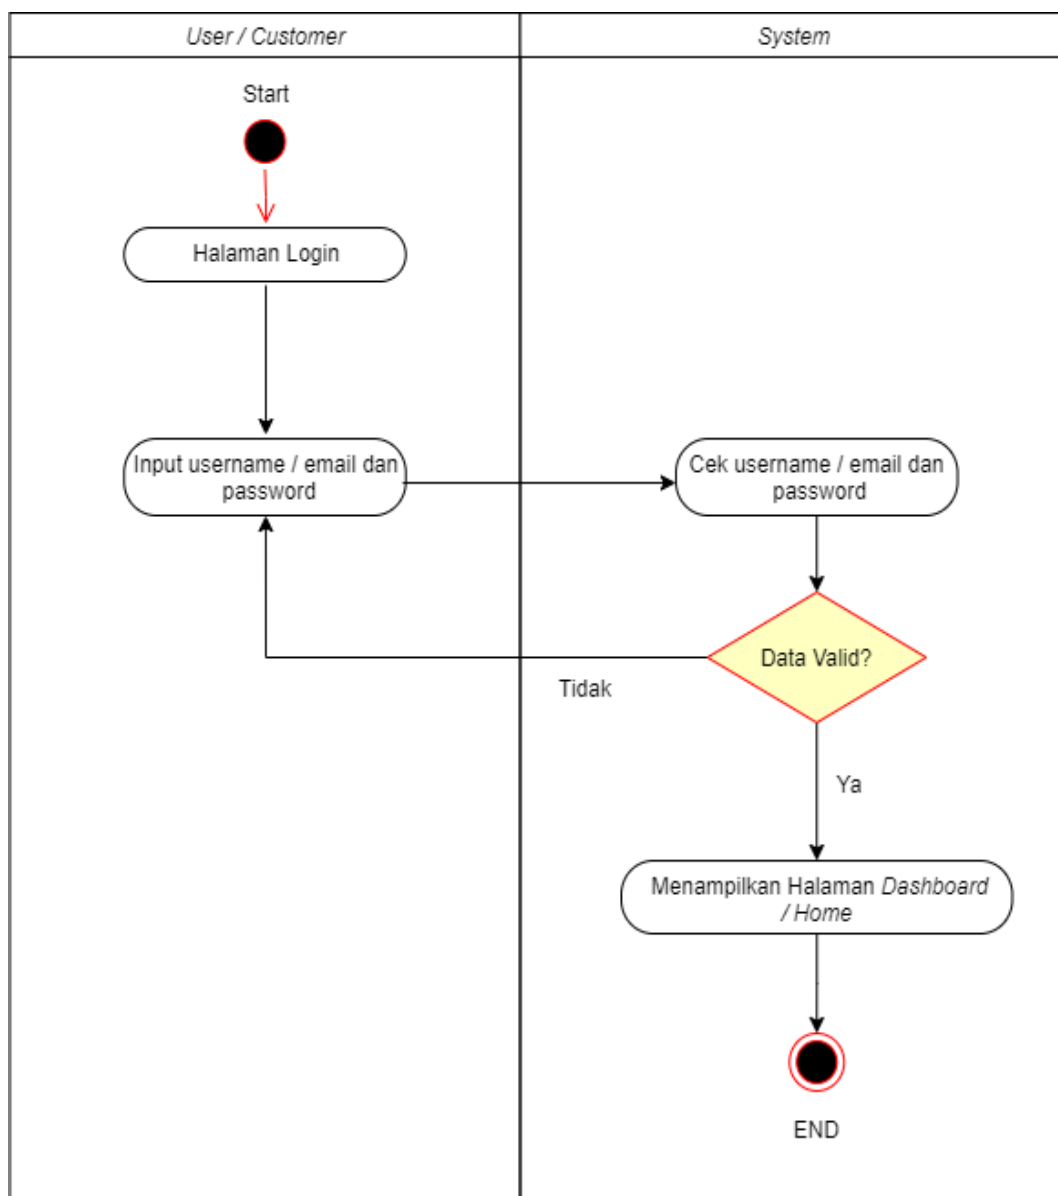 User / Customer
System
Start
Halaman Login
Input username / email dan
password
Cek username / email dan
password
Data Valid?
Tidak
Ya
Menampilkan Halaman Dashboard
/ Home
END